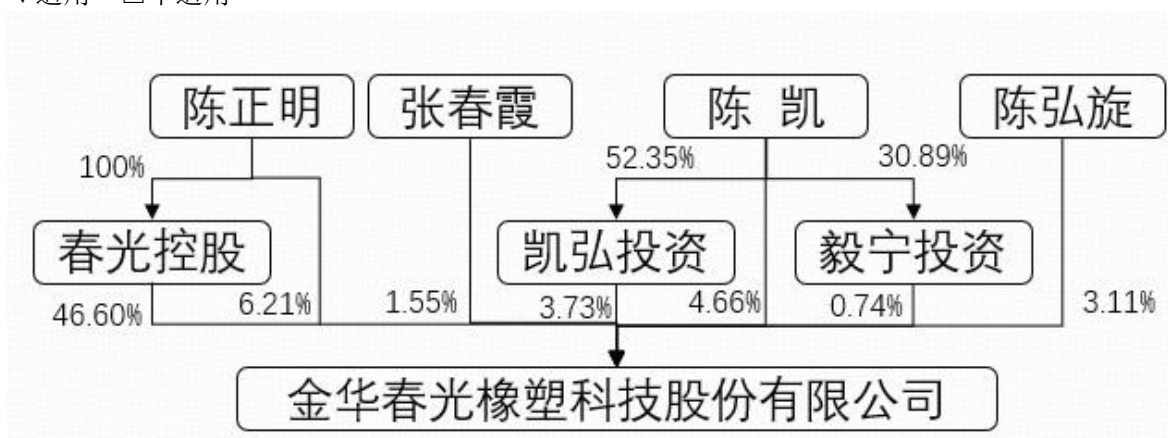 陈正明 张春霞 陈 凯 陈弘旋
100% 52.35% 30.89%
春光控股 凯弘投资 毅宁投资
46.60% 6.21% 1.55% 3.73% 4.66% 0.74% 3.11%
金华春光橡塑科技股份有限公司